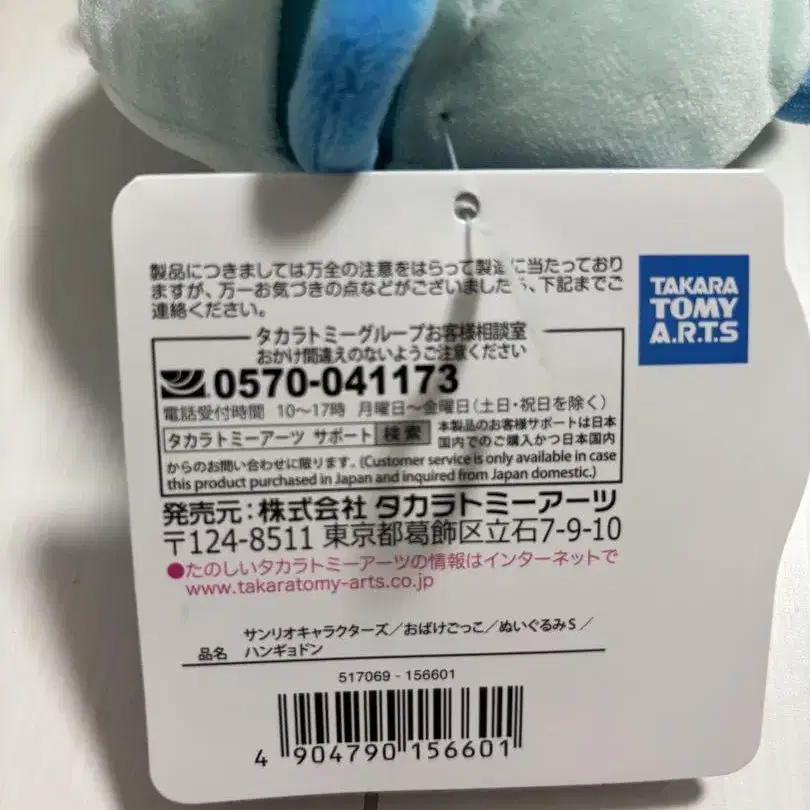 製品につきましては万全の注意をはらって製造に当たっており
ますが、万一お気づきの点などがございましたら、下記までご
連絡ください。
TAKARA
TOMY
A.R.T.S
タカラトミーグループお客様相談室
おかけ間違えのないようご注意ください
0570-041173
電話受付時間 10〜17時 月曜日〜金曜日(土日・祝日を除く)
タカラトミーアーツ サポート 検索
本製品のお客様サポートは日本
国内でのご購入かつ日本国内
からのお問い合わせに限ります。(Customer service is only available in case
this product purchased in Japan and inquired from Japan domestic.)
発売元:株式会社 タカラトミーアーツ
〒124-8511 東京都葛飾区立石7-9-10
●たのしいタカラトミーアーツの情報はインターネットで
www.takaratomy-arts.co.jp
サンリオキャラクターズ/おばけごっこ/ぬいぐるみS/
品名 ハンギョドン
517069-156601
4 904790 156601